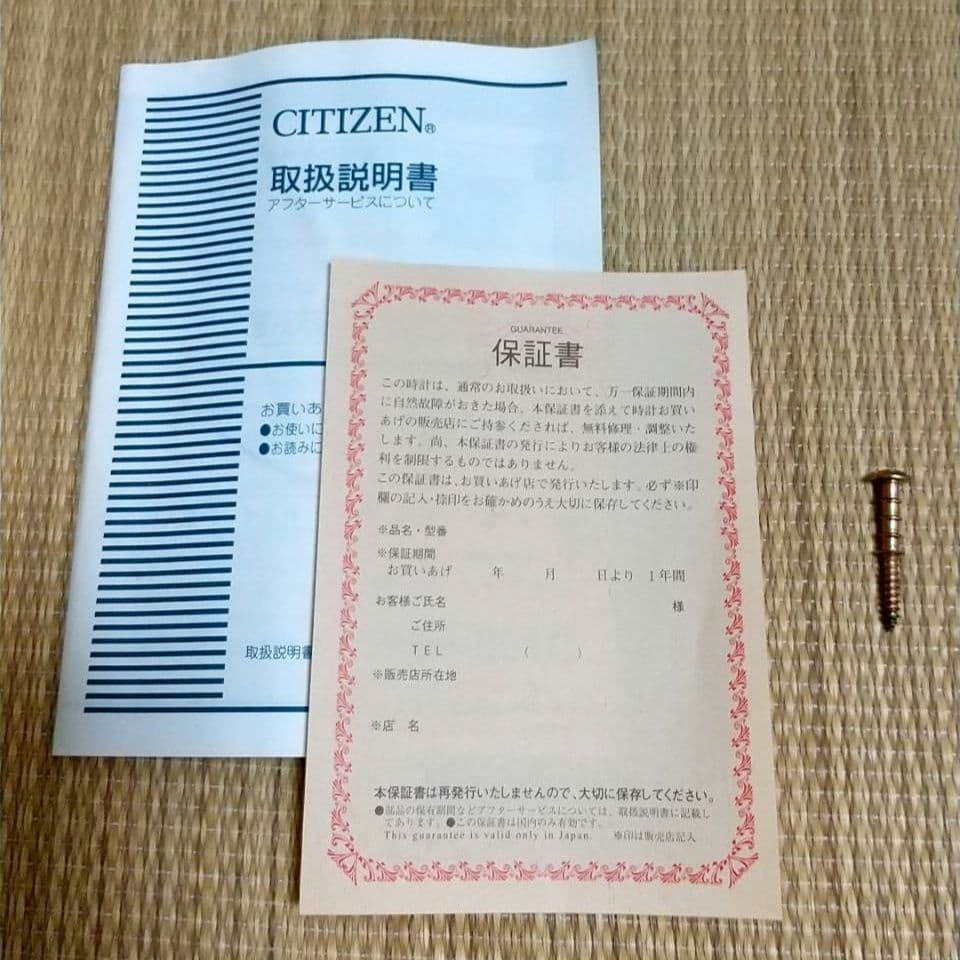 CITIZEN®
取扱説明書
アフターサービスについて
お買いあ
●お使いに
●お読みに
取扱説明書
GUARANTEE
保証書
この時計は、通常のお取扱いにおいて、万一保証期間内
に自然故障がおきた場合、本保証書を添えて時計お買い
あげの販売店にご持参くだされば、無料修理・調整いた
します。尚、本保証書の発行によりお客様の法律上の権
利を制限するものではありません。
この保証書は、お買いあげ店で発行いたします。必ず※印
欄の記入・捺印をお確かめのうえ大切に保存してください。
※品名・型番
※保証期間
お買いあげ 年 月 日より 1年間
お客様ご氏名 様
ご住所
TEL ( )
※販売店所在地
※店 名
本保証書は再発行いたしませんので、大切に保存してください。
●部品の保有期間などアフターサービスについては、取扱説明書に記載し
てあります。●この保証書は国内のみ有効です。
This guarantee is valid only in Japan. ※印は販売店記入